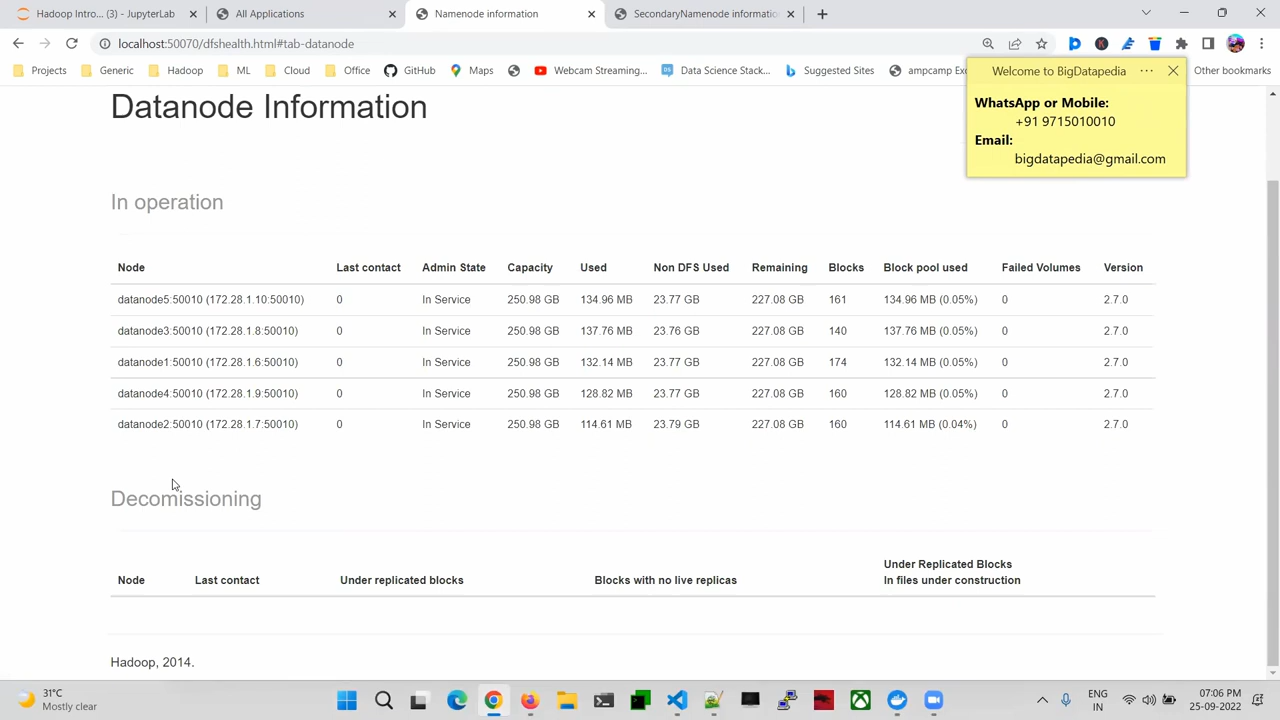 Hadoop Intro... (3) - JupyterLab
All Applications
Namenode information
SecondaryNamenode informatio
localhost:50070/dfshealth.html#tab-datanode
Projects
Generic
Hadoop
ML
Cloud
Office
GitHub
Maps
Webcam Streaming...
Data Science Stack...
Suggested Sites
ampcamp Exe
Other bookmarks
Welcome to BigDatapedia
WhatsApp or Mobile:
+91 9715010010
Email:
bigdatapedia@gmail.com
Datanode Information
In operation
Node Last contact Admin State Capacity Used Non DFS Used Remaining Blocks Block pool used Failed Volumes Version
datanode5:50010 (172.28.1.10:50010) 0 In Service 250.98 GB 134.96 MB 23.77 GB 227.08 GB 161 134.96 MB (0.05%) 0 2.7.0
datanode3:50010 (172.28.1.8:50010) 0 In Service 250.98 GB 137.76 MB 23.76 GB 227.08 GB 140 137.76 MB (0.05%) 0 2.7.0
datanode1:50010 (172.28.1.6:50010) 0 In Service 250.98 GB 132.14 MB 23.77 GB 227.08 GB 174 132.14 MB (0.05%) 0 2.7.0
datanode4:50010 (172.28.1.9:50010) 0 In Service 250.98 GB 128.82 MB 23.77 GB 227.08 GB 160 128.82 MB (0.05%) 0 2.7.0
datanode2:50010 (172.28.1.7:50010) 0 In Service 250.98 GB 114.61 MB 23.79 GB 227.08 GB 160 114.61 MB (0.04%) 0 2.7.0
Decomissioning
Node Last contact Under replicated blocks Blocks with no live replicas Under Replicated Blocks
In files under construction
Hadoop, 2014.
31°C
Mostly clear
ENG
IN
07:06 PM
25-09-2022